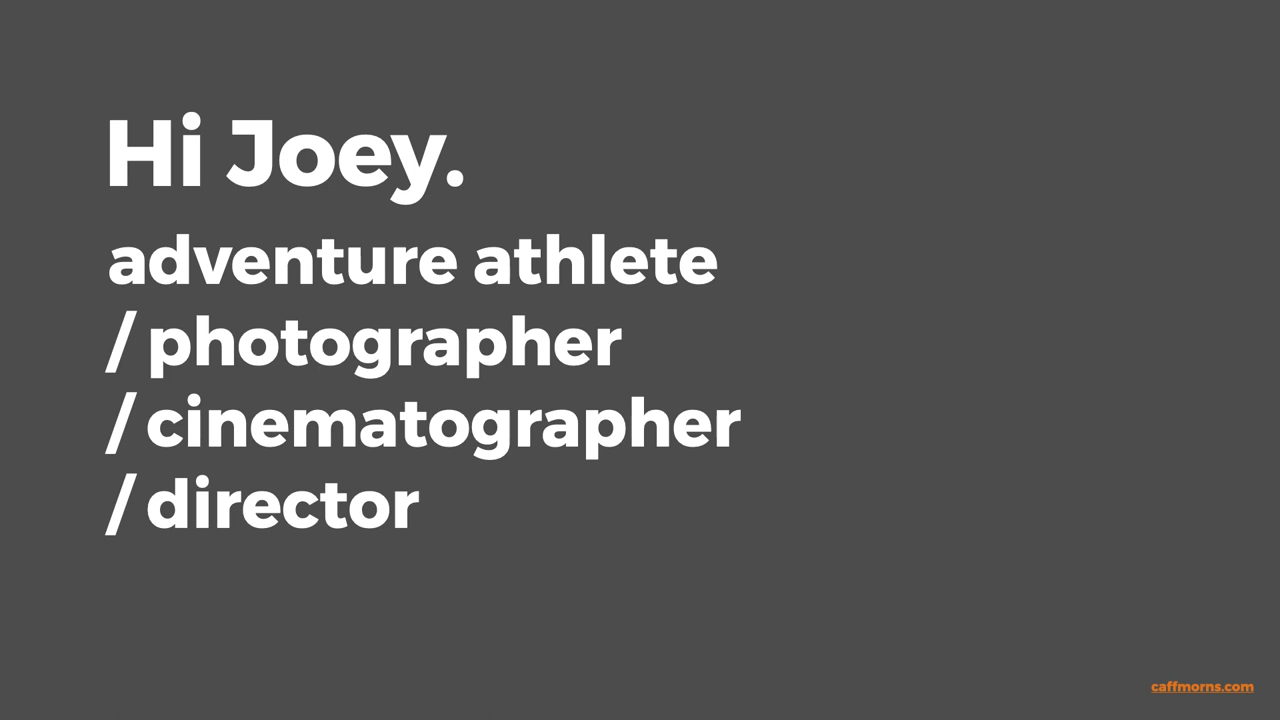 Hi Joey.
adventure athlete
/ photographer
/ cinematographer
/ director
caffmorns.com